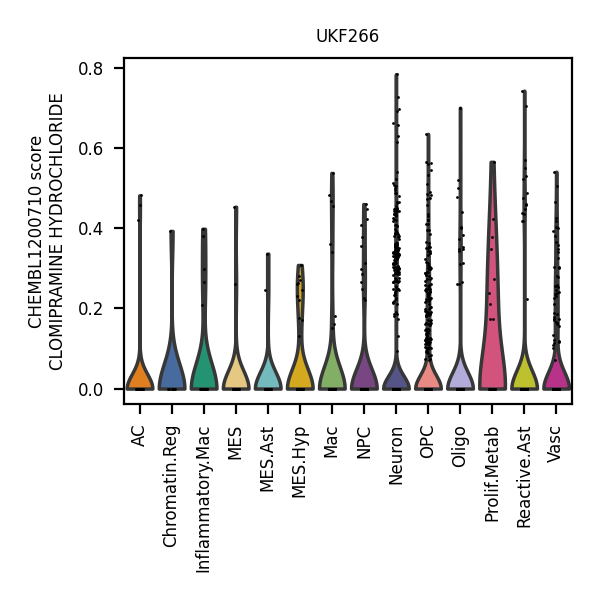 UKF266
CHEMBL1200710 score
CLOMIPRAMINE HYDROCHLORIDE
0.8
0.6
0.4
0.2
0.0
AC
Chromatin.Reg
Inflammatory.Mac
MES
MES.Ast
MES.Hyp
Mac
NPC
Neuron
OPC
Oligo
Prolif.Metab
Reactive.Ast
Vasc